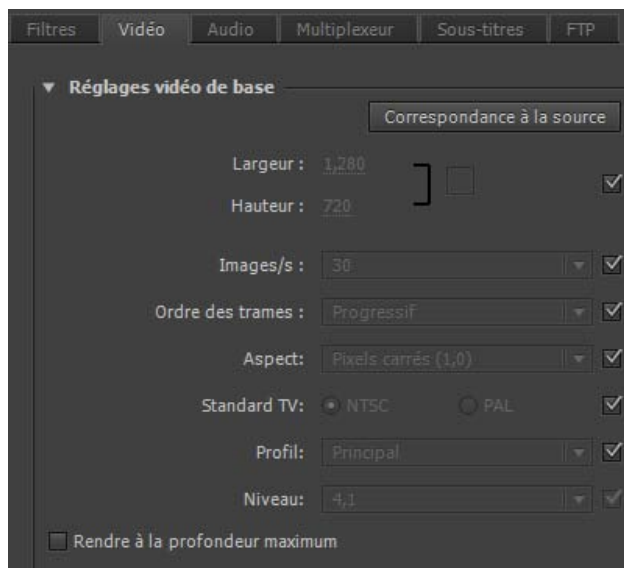 Filtres Vidéo Audio Multiplexeur Sous-titres FTP
Réglages vidéo de base
Correspondance à la source
Largeur : 1,280
Hauteur : 720
Images/s : 30
Ordre des trames : Progressif
Aspect: Pixels carrés (1,0)
Standard TV: NTSC PAL
Profil: Principal
Niveau: 4,1
Rendre à la profondeur maximum